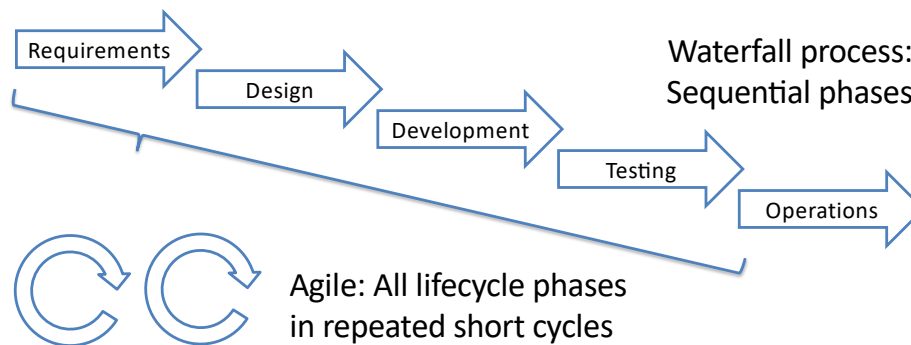 Requirements
Design
Development
Testing
Operations
Waterfall process:
Sequential phases
Agile: All lifecycle phases
in repeated short cycles